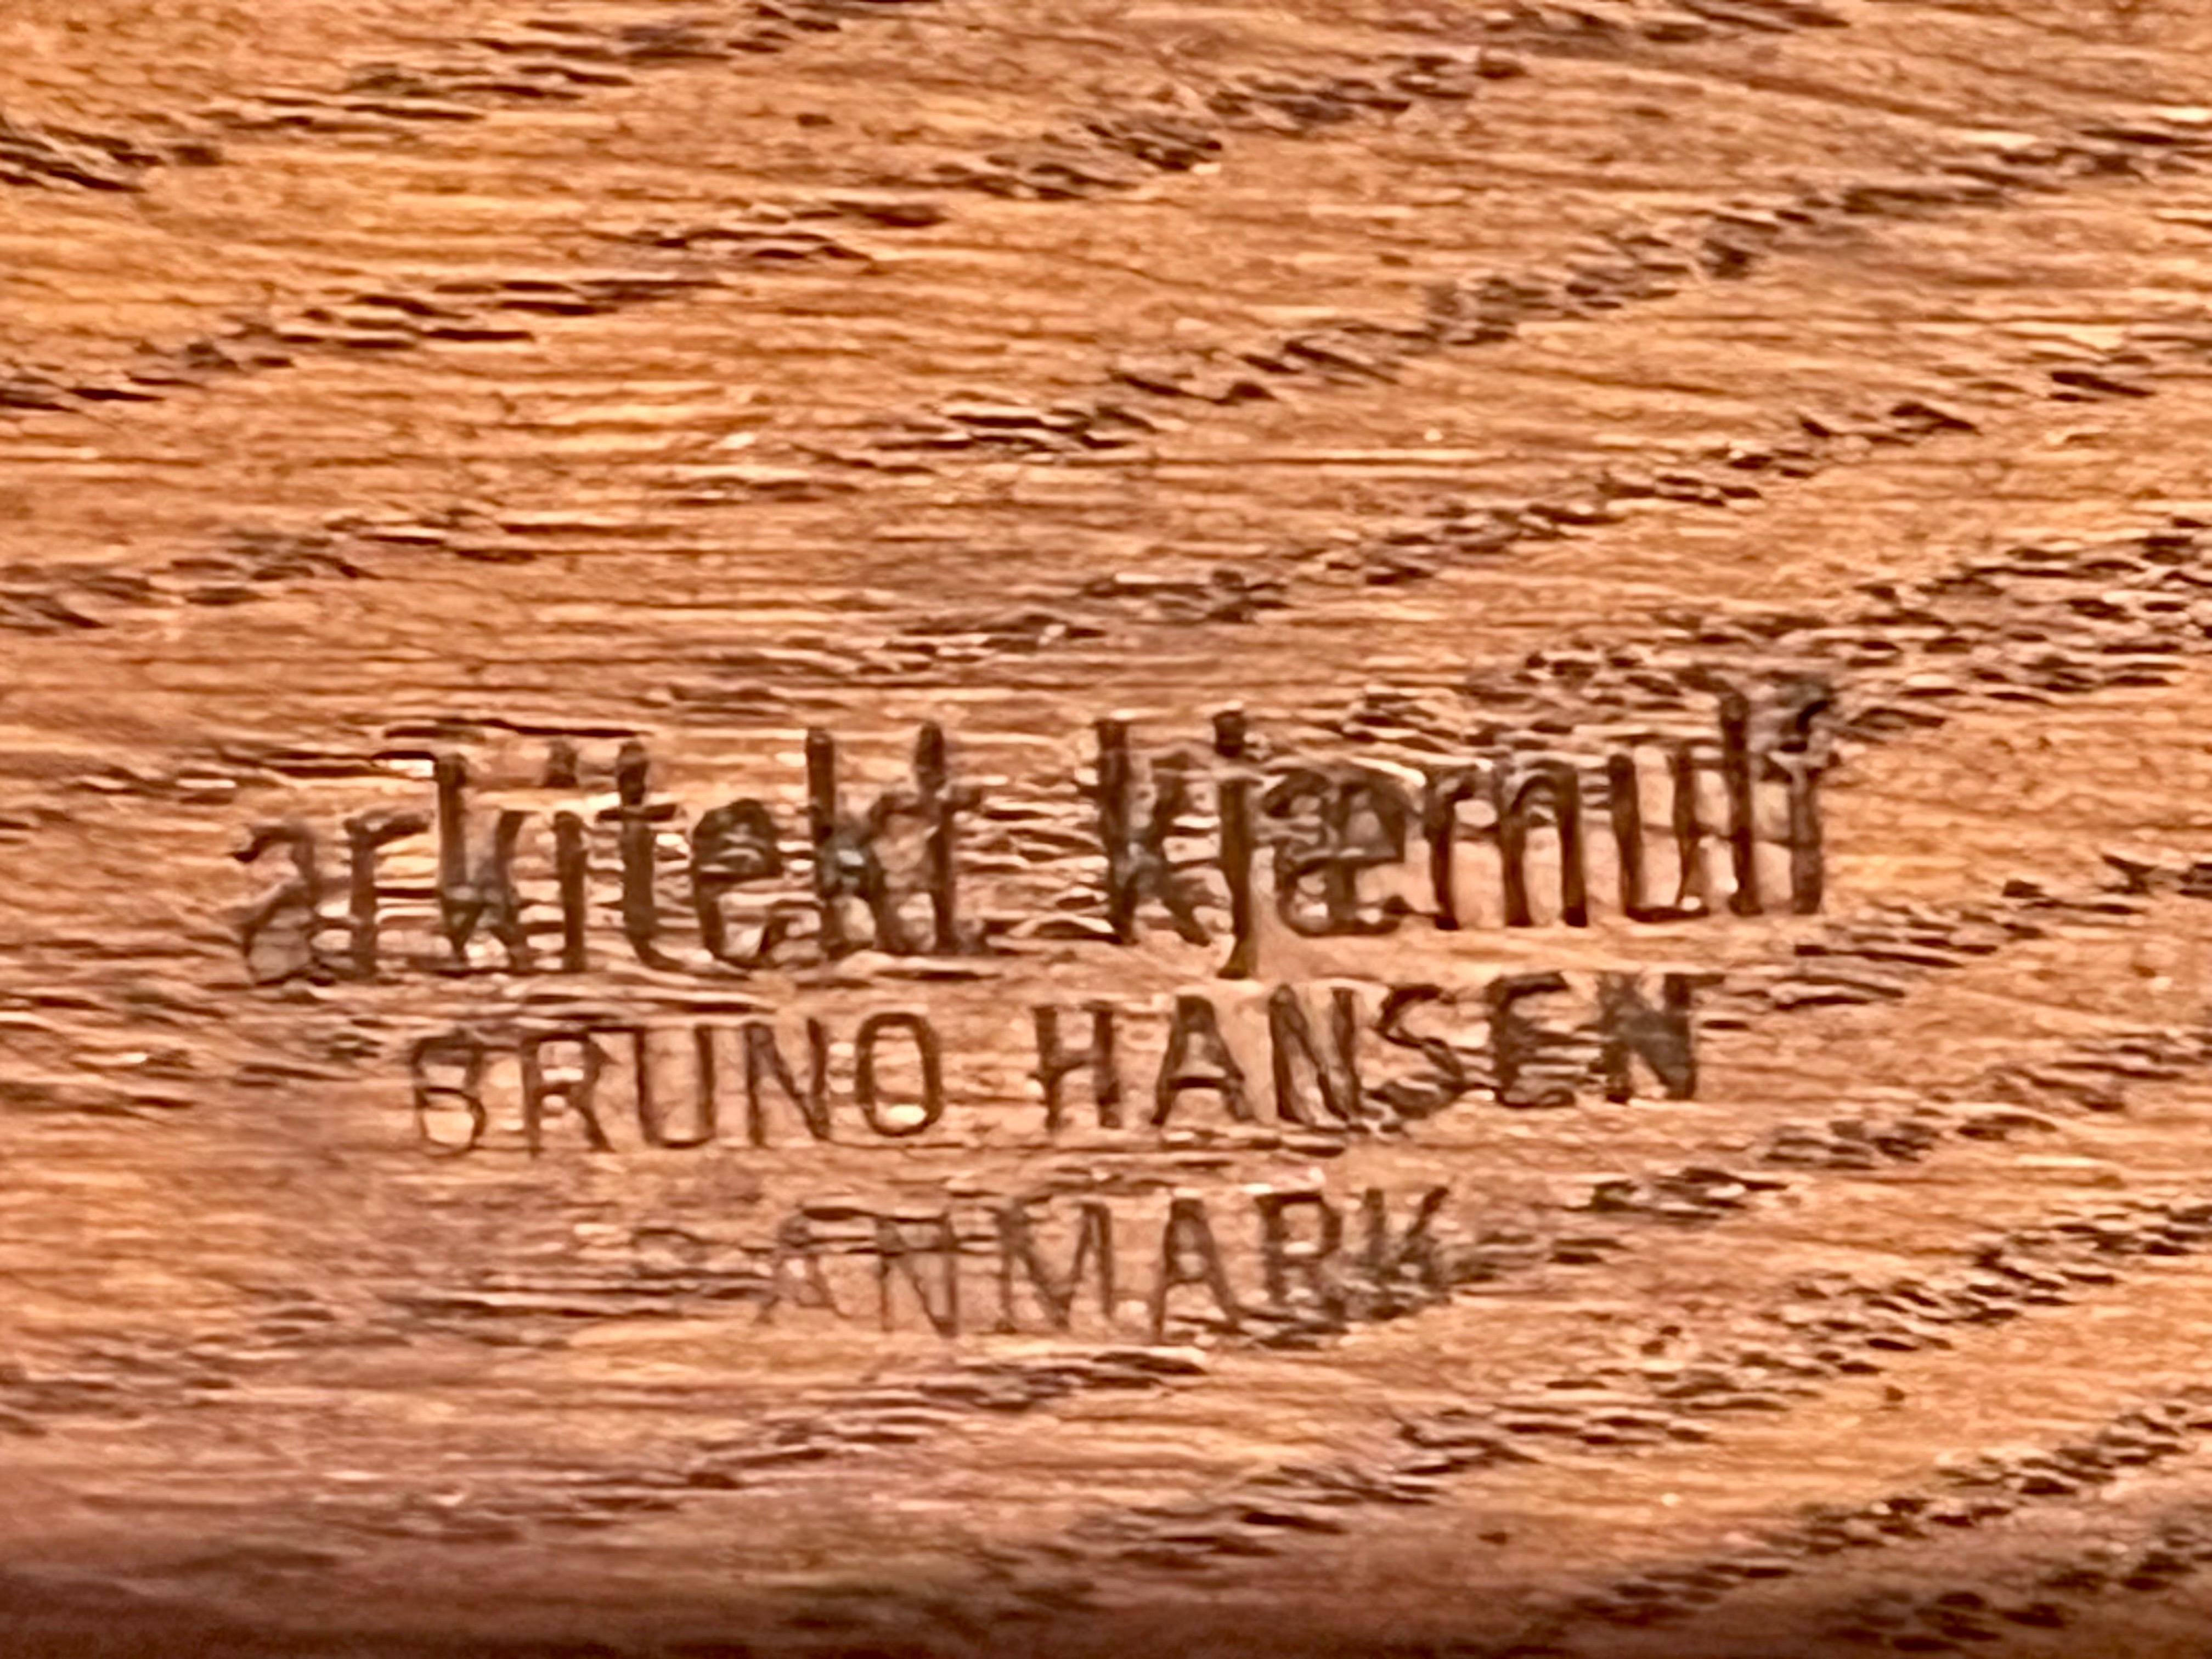 arkitekt kjærnulf
BRUNO HANSEN
DANMARK